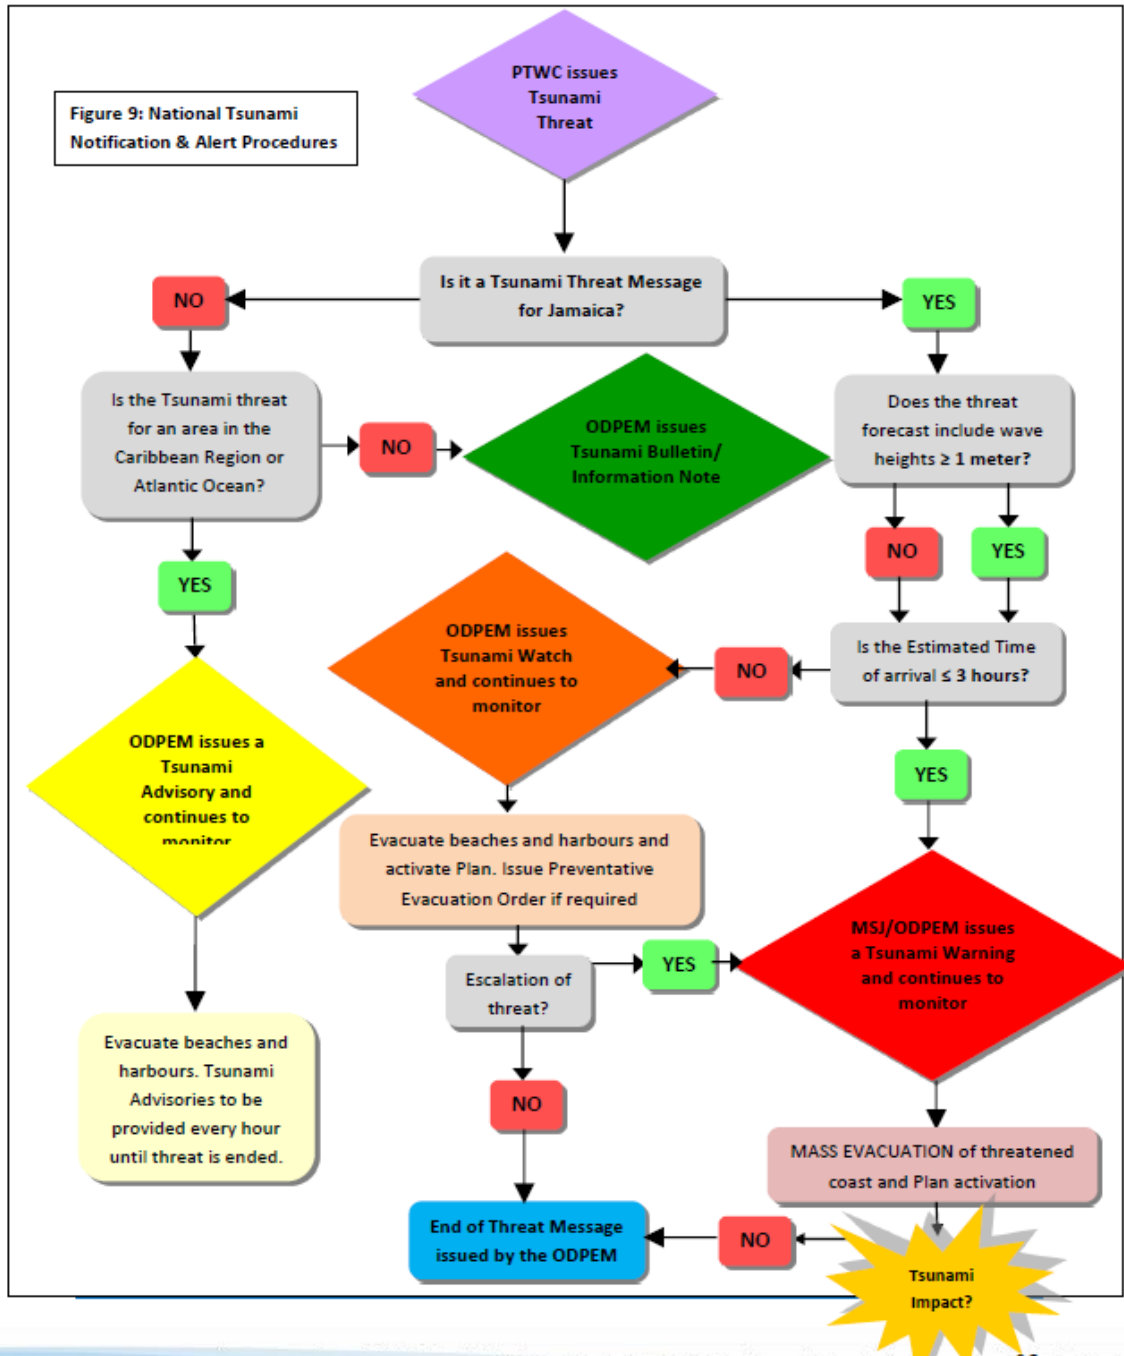 PTWC issues
Tsunami
Threat
Figure 9: National Tsunami
Notification & Alert Procedures
Is it a Tsunami Threat Message
for Jamaica?
NO
YES
Is the Tsunami threat
for an area in the
Caribbean Region or
Atlantic Ocean?
NO
ODPEM issues
Tsunami Bulletin/
Information Note
Does the threat
forecast include wave
heights ≥ 1 meter?
NO
YES
YES
ODPEM issues
Tsunami Watch
and continues to
monitor
NO
Is the Estimated Time
of arrival ≤ 3 hours?
YES
ODPEM issues a
Tsunami
Advisory and
continues to
monitor
Evacuate beaches and harbours and
activate Plan. Issue Preventative
Evacuation Order if required
MSJ/ODPEM issues
a Tsunami Warning
and continues to
monitor
Escalation of
threat?
YES
Evacuate beaches and
harbours. Tsunami
Advisories to be
provided every hour
until threat is ended.
NO
MASS EVACUATION of threatened
coast and Plan activation
End of Threat Message
issued by the ODPEM
NO
Tsunami
Impact?